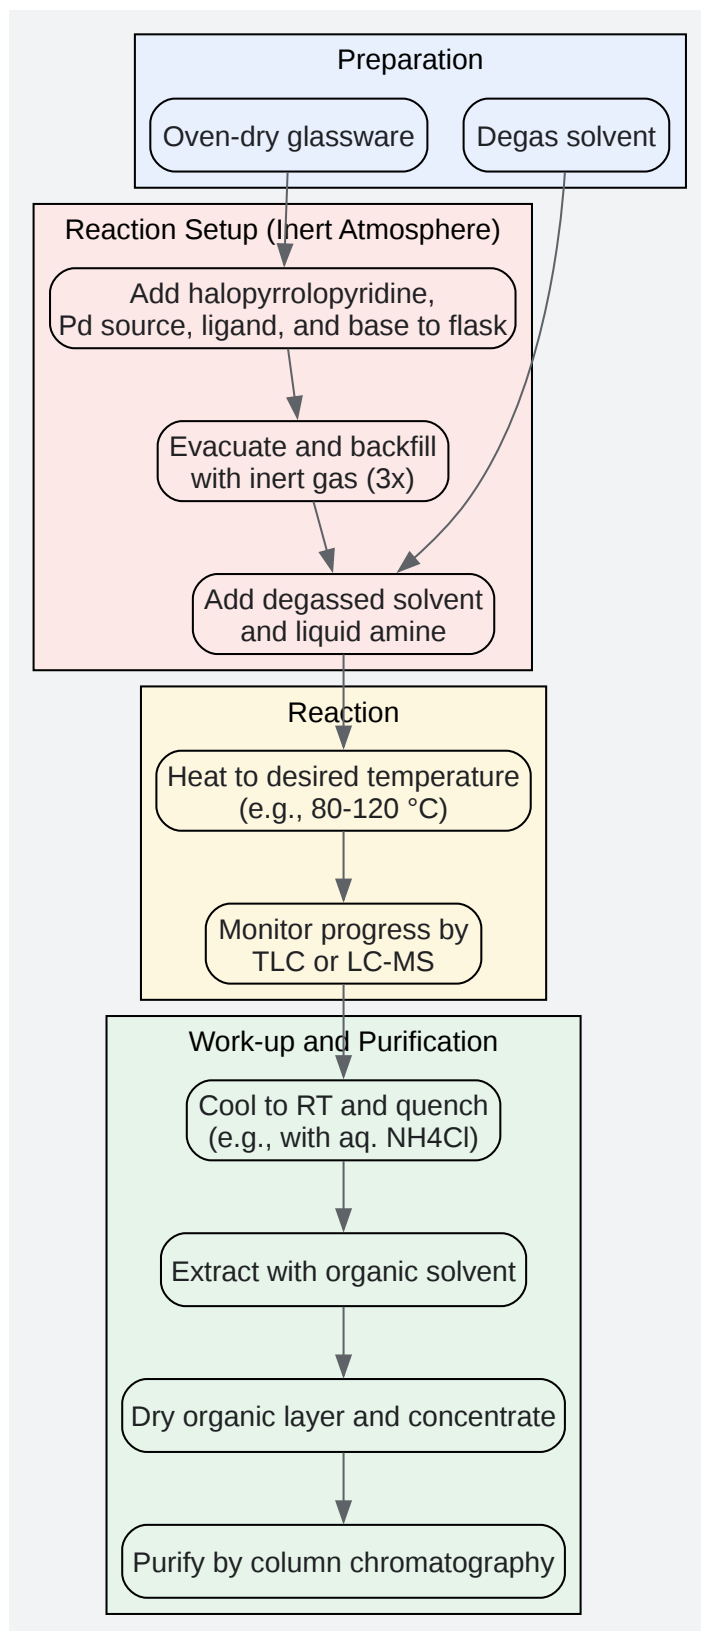 Preparation
Oven-dry glassware
Degas solvent
Reaction Setup (Inert Atmosphere)
Add halopyrrolopyridine,
Pd source, ligand, and base to flask
Evacuate and backfill
with inert gas (3x)
Add degassed solvent
and liquid amine
Reaction
Heat to desired temperature
(e.g., 80-120 °C)
Monitor progress by
TLC or LC-MS
Work-up and Purification
Cool to RT and quench
(e.g., with aq. NH4Cl)
Extract with organic solvent
Dry organic layer and concentrate
Purify by column chromatography